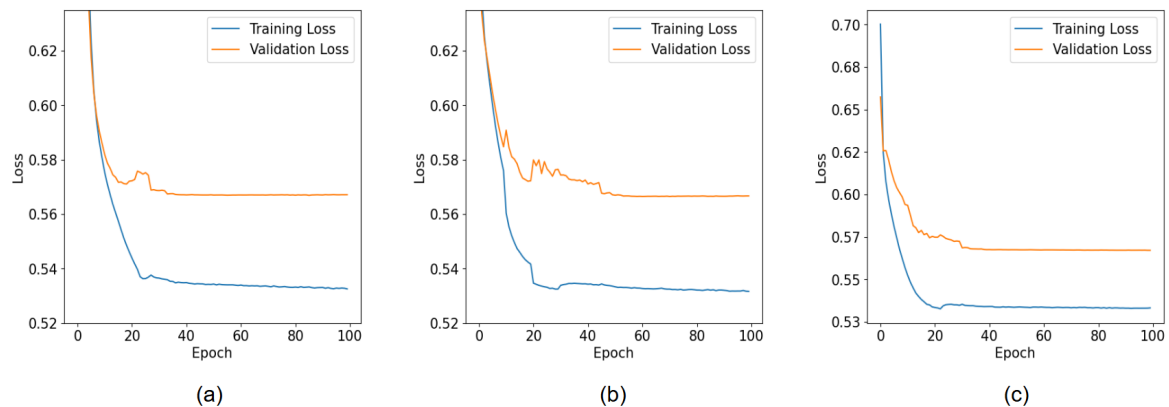 Training Loss
Validation Loss
0.62
0.60
0.58
0.56
0.54
0.52
Loss
0 20 40 60 80 100
Epoch
(a)
Training Loss
Validation Loss
0.62
0.60
0.58
0.56
0.54
0.52
Loss
0 20 40 60 80 100
Epoch
(b)
Training Loss
Validation Loss
0.70
0.68
0.65
0.62
0.60
0.57
0.55
0.53
Loss
0 20 40 60 80 100
Epoch
(c)